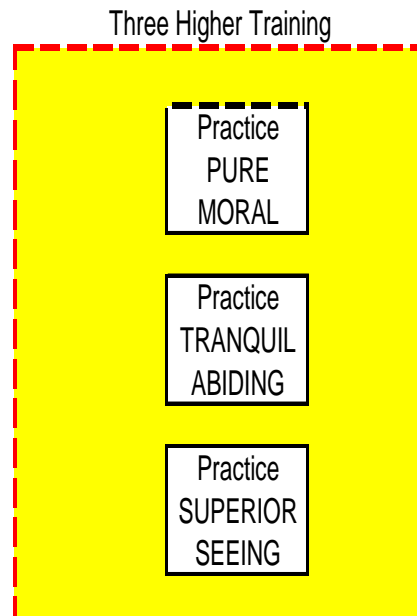 Three Higher Training
Practice
PURE
MORAL
Practice
TRANQUIL
ABIDING
Practice
SUPERIOR
SEEING